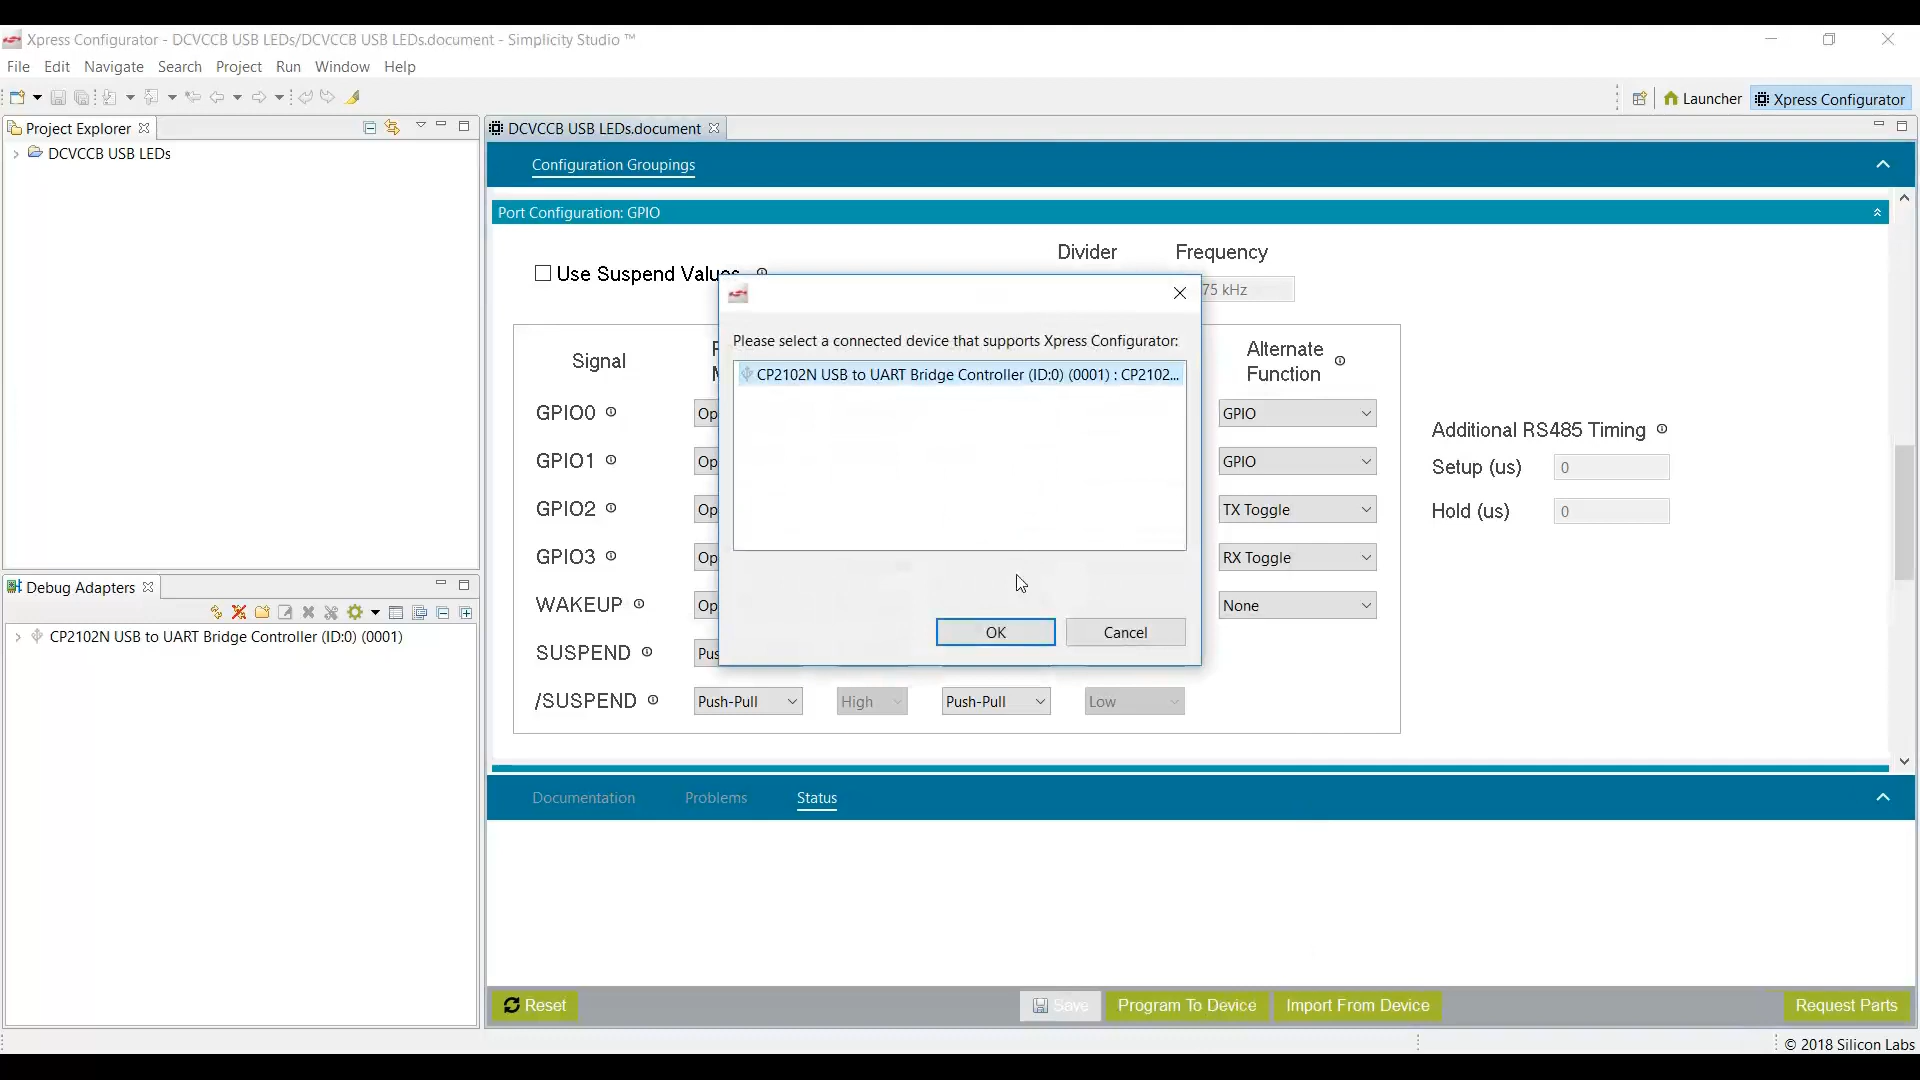 Xpress Configurator - DCVCCB USB LEDs/DCVCCB USB LEDs.document - Simplicity Studio ™
File Edit Navigate Search Project Run Window Help
Launcher Xpress Configurator
Project Explorer
DCVCCB USB LEDs
DCVCCB USB LEDs.document
Configuration Groupings
Port Configuration: GPIO
Divider Frequency
Use Suspend Values
75 kHz
Please select a connected device that supports Xpress Configurator:
CP2102N USB to UART Bridge Controller (ID:0) (0001) : CP2102...
OK Cancel
Signal
Alternate
Function
GPIO0 Op GPIO
GPIO1 Op GPIO
GPIO2 Op TX Toggle
GPIO3 Op RX Toggle
WAKEUP Op None
SUSPEND Pus
/SUSPEND Push-Pull High Push-Pull Low
Additional RS485 Timing
Setup (us) 0
Hold (us) 0
Debug Adapters
CP2102N USB to UART Bridge Controller (ID:0) (0001)
Documentation Problems Status
Reset Save Program To Device Import From Device Request Parts
© 2018 Silicon Labs